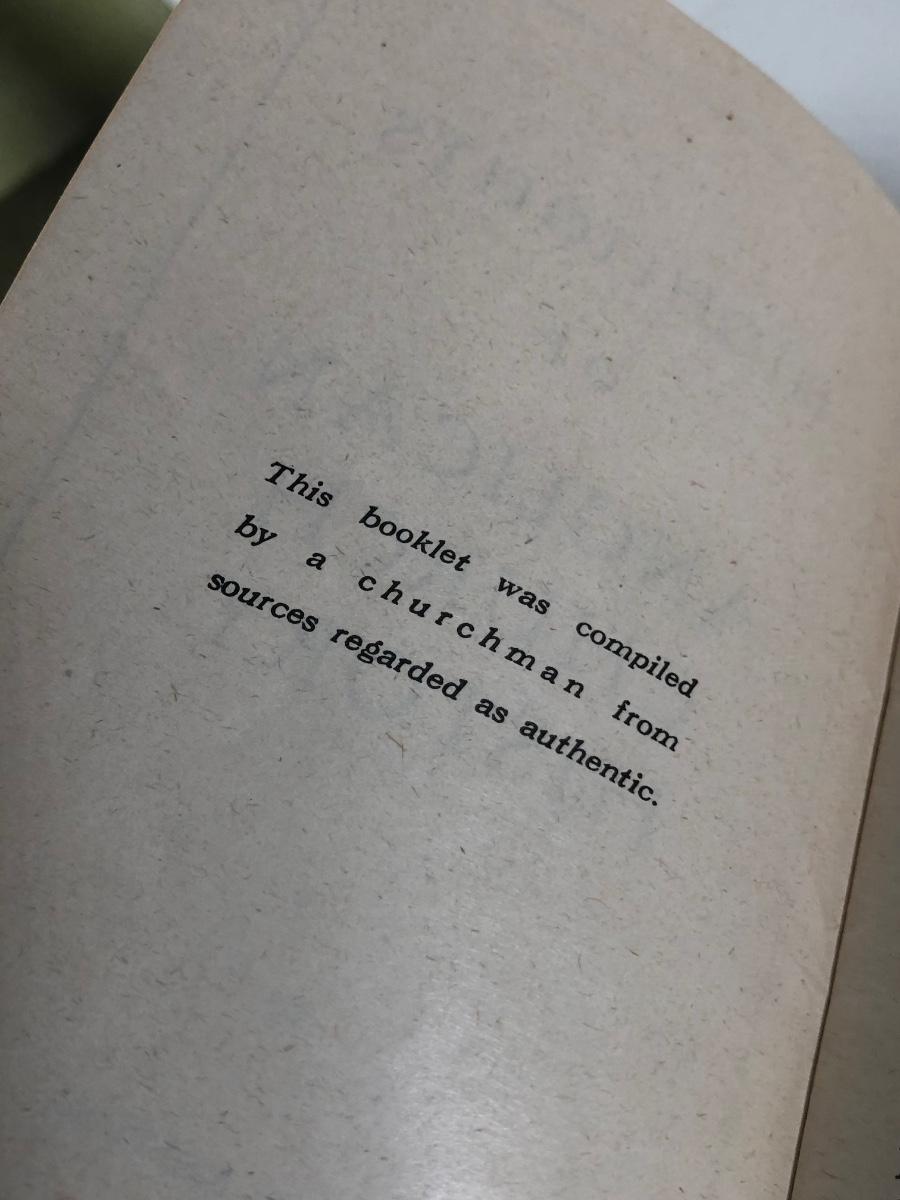 This booklet was compiled
by a churchman from
sources regarded as authentic.